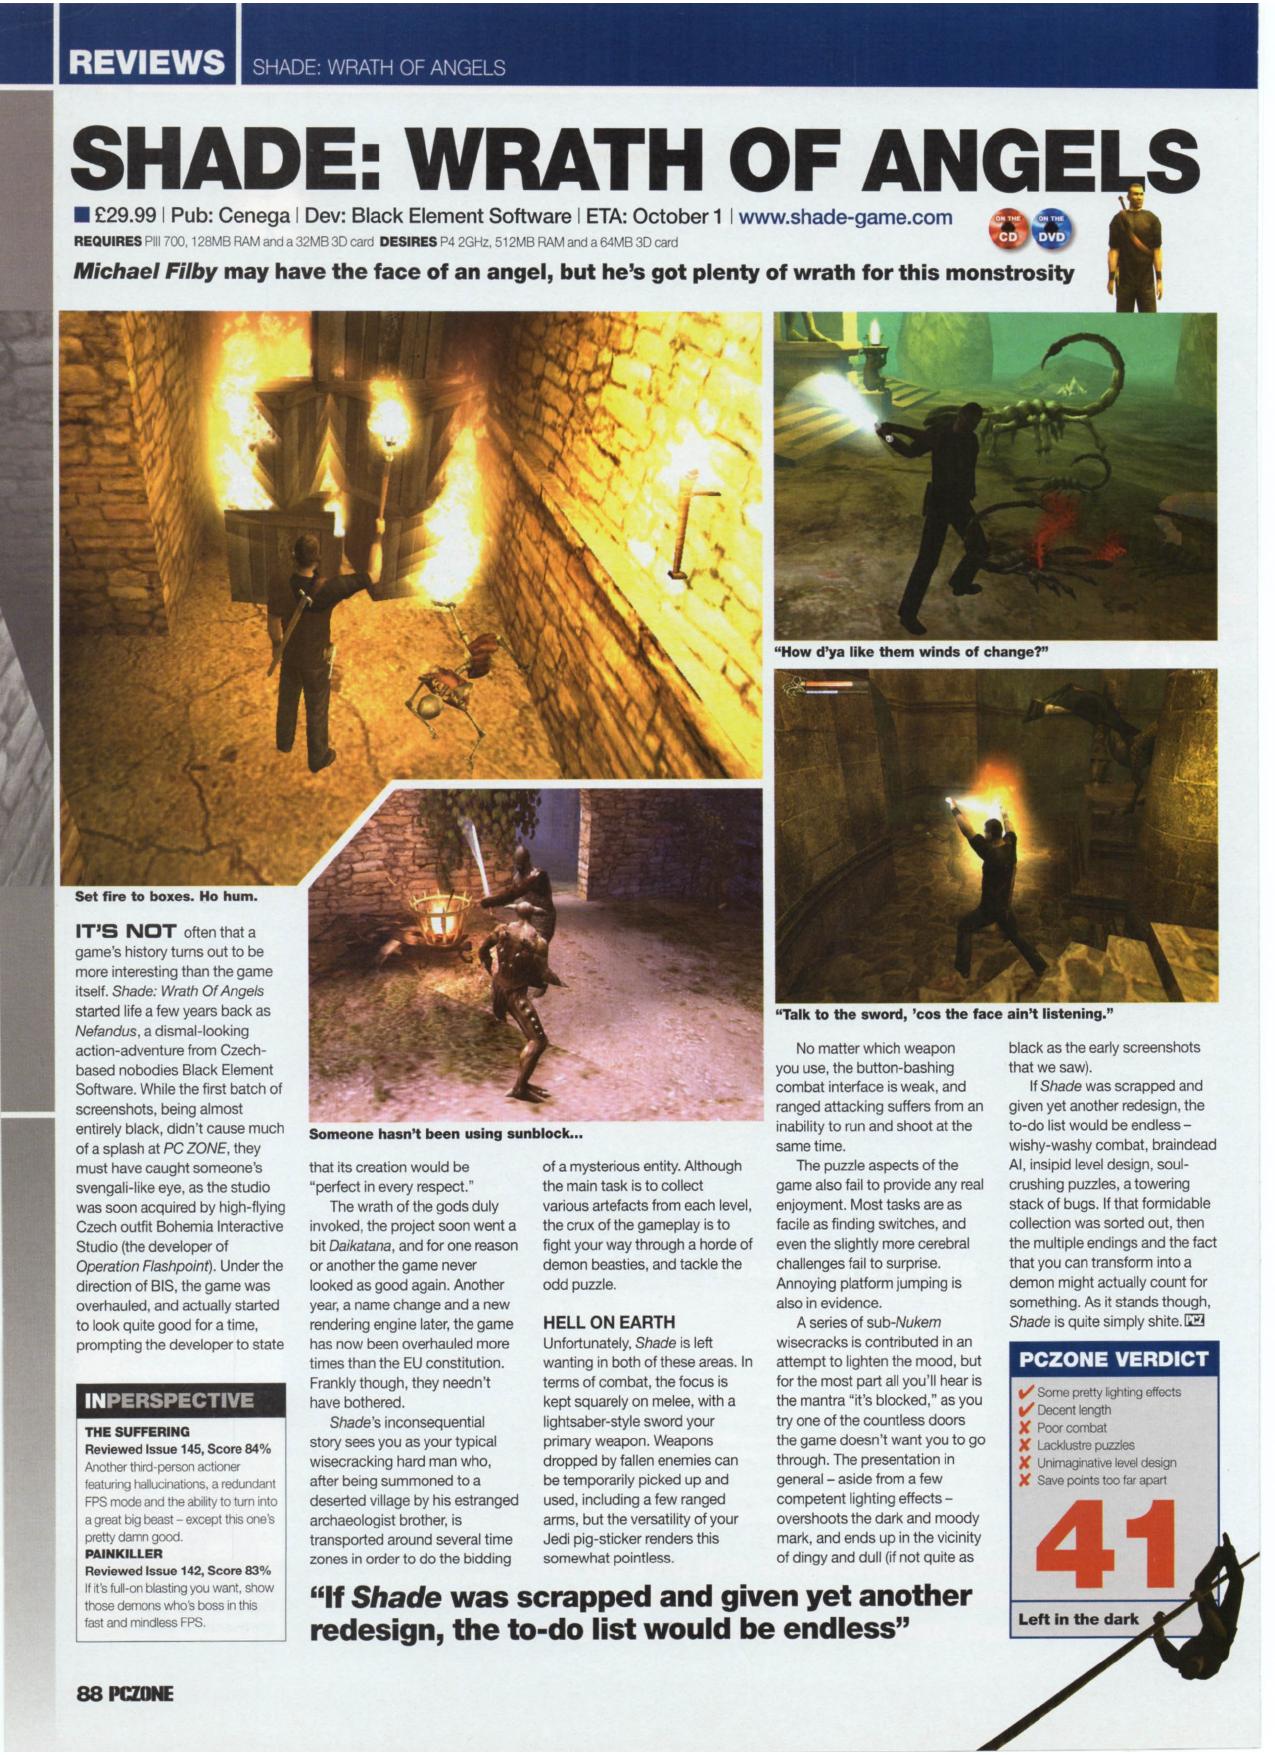 REVIEWS
SHADE: WRATH OF ANGELS
SHADE: WRATH OF ANGELS
£29.99 | Pub: Cenega | Dev: Black Element Software | ETA: October 1 | www.shade-game.com
ON THE CD
ON THE DVD
REQUIRES PIII 700, 128MB RAM and a 32MB 3D card DESIRES P4 2GHz, 512MB RAM and a 64MB 3D card
Michael Filby may have the face of an angel, but he's got plenty of wrath for this monstrosity
"How d'ya like them winds of change?"
Set fire to boxes. Ho hum.
"Talk to the sword, 'cos the face ain't listening."
Someone hasn't been using sunblock...
IT'S NOT often that a
game's history turns out to be
more interesting than the game
itself. Shade: Wrath Of Angels
started life a few years back as
Nefandus, a dismal-looking
action-adventure from Czech-
based nobodies Black Element
Software. While the first batch of
screenshots, being almost
entirely black, didn't cause much
of a splash at PC ZONE, they
must have caught someone's
svengali-like eye, as the studio
was soon acquired by high-flying
Czech outfit Bohemia Interactive
Studio (the developer of
Operation Flashpoint). Under the
direction of BIS, the game was
overhauled, and actually started
to look quite good for a time,
prompting the developer to state
that its creation would be
"perfect in every respect."
The wrath of the gods duly
invoked, the project soon went a
bit Daikatana, and for one reason
or another the game never
looked as good again. Another
year, a name change and a new
rendering engine later, the game
has now been overhauled more
times than the EU constitution.
Frankly though, they needn't
have bothered.
Shade's inconsequential
story sees you as your typical
wisecracking hard man who,
after being summoned to a
deserted village by his estranged
archaeologist brother, is
transported around several time
zones in order to do the bidding
of a mysterious entity. Although
the main task is to collect
various artefacts from each level,
the crux of the gameplay is to
fight your way through a horde of
demon beasties, and tackle the
odd puzzle.
HELL ON EARTH
Unfortunately, Shade is left
wanting in both of these areas. In
terms of combat, the focus is
kept squarely on melee, with a
lightsaber-style sword your
primary weapon. Weapons
dropped by fallen enemies can
be temporarily picked up and
used, including a few ranged
arms, but the versatility of your
Jedi pig-sticker renders this
somewhat pointless.
No matter which weapon
you use, the button-bashing
combat interface is weak, and
ranged attacking suffers from an
inability to run and shoot at the
same time.
The puzzle aspects of the
game also fail to provide any real
enjoyment. Most tasks are as
facile as finding switches, and
even the slightly more cerebral
challenges fail to surprise.
Annoying platform jumping is
also in evidence.
A series of sub-Nukem
wisecracks is contributed in an
attempt to lighten the mood, but
for the most part all you'll hear is
the mantra "it's blocked," as you
try one of the countless doors
the game doesn't want you to go
through. The presentation in
general – aside from a few
competent lighting effects –
overshoots the dark and moody
mark, and ends up in the vicinity
of dingy and dull (if not quite as
black as the early screenshots
that we saw).
If Shade was scrapped and
given yet another redesign, the
to-do list would be endless –
wishy-washy combat, braindead
AI, insipid level design, soul-
crushing puzzles, a towering
stack of bugs. If that formidable
collection was sorted out, then
the multiple endings and the fact
that you can transform into a
demon might actually count for
something. As it stands though,
Shade is quite simply shite. PCZ
INPERSPECTIVE
THE SUFFERING
Reviewed Issue 145, Score 84%
Another third-person actioner
featuring hallucinations, a redundant
FPS mode and the ability to turn into
a great big beast – except this one's
pretty damn good.
PAINKILLER
Reviewed Issue 142, Score 83%
If it's full-on blasting you want, show
those demons who's boss in this
fast and mindless FPS.
"If Shade was scrapped and given yet another
redesign, the to-do list would be endless"
PCZONE VERDICT
✓ Some pretty lighting effects
✓ Decent length
✗ Poor combat
✗ Lacklustre puzzles
✗ Unimaginative level design
✗ Save points too far apart
41
Left in the dark
88 PCZONE